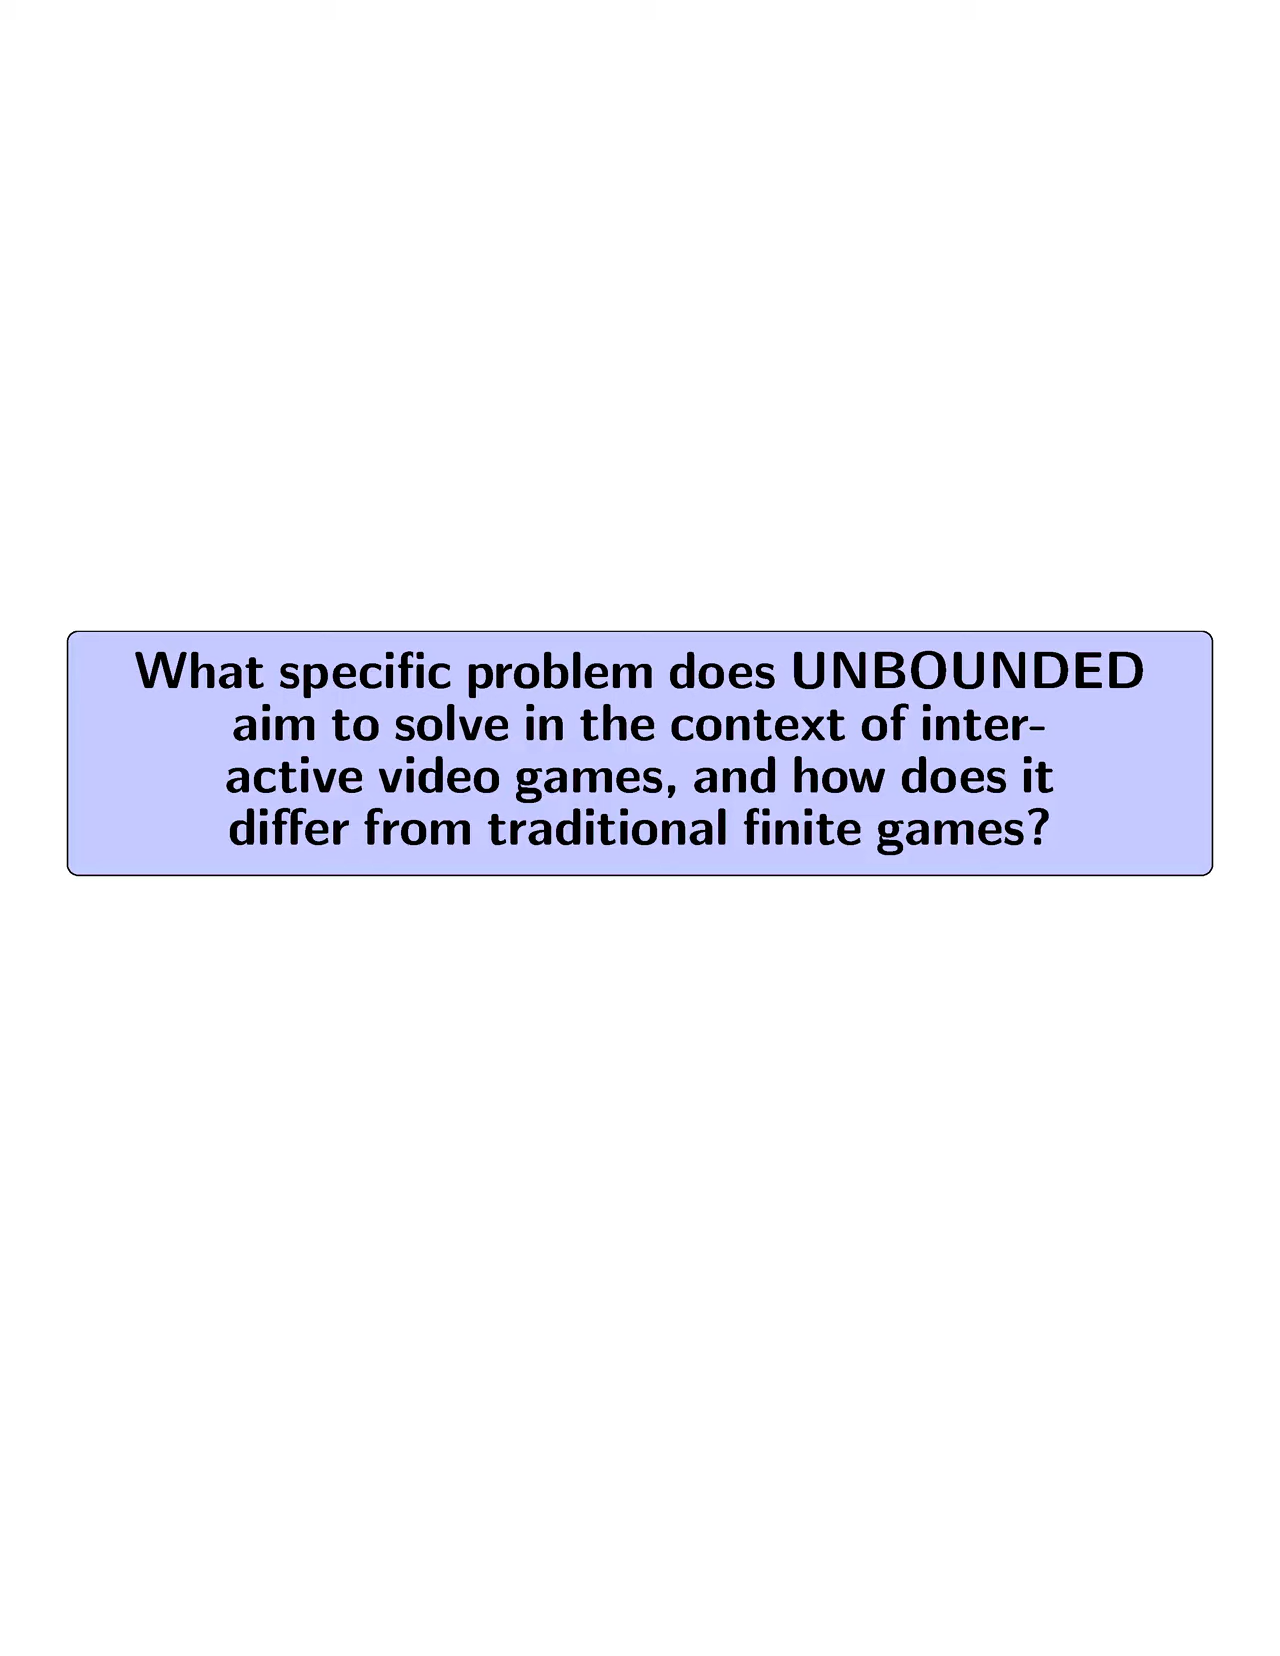 What specific problem does UNBOUNDED
aim to solve in the context of inter-
active video games, and how does it
differ from traditional finite games?